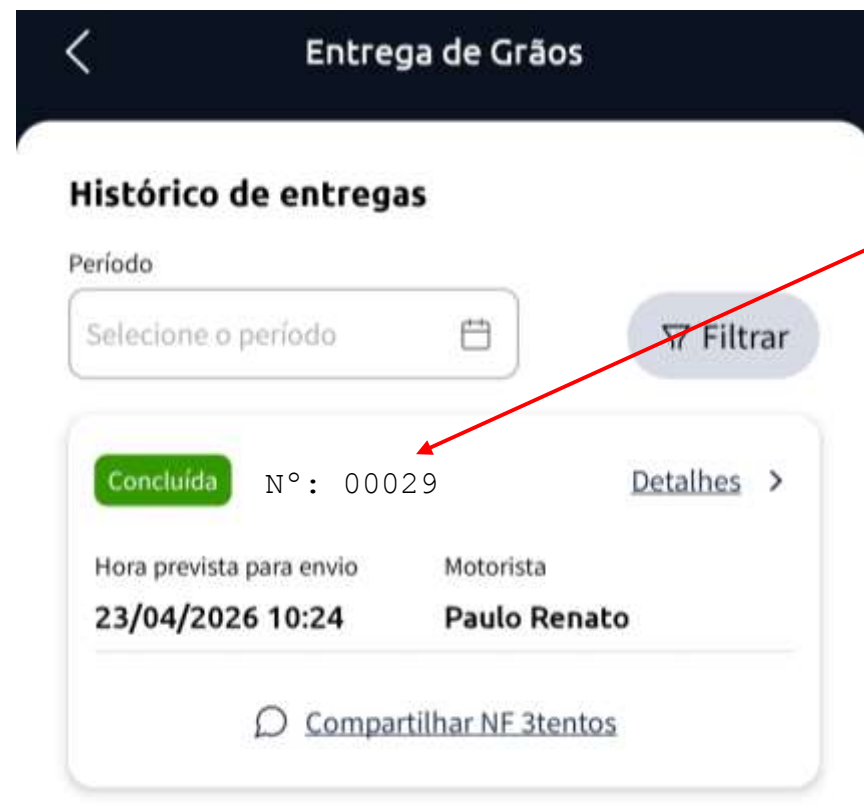 Entrega de Grãos
Histórico de entregas
Período
Selecione o período
Filtrar
Concluída N°: 00029 Detalhes >
Hora prevista para envio Motorista
23/04/2026 10:24 Paulo Renato
Compartilhar NF 3tentos